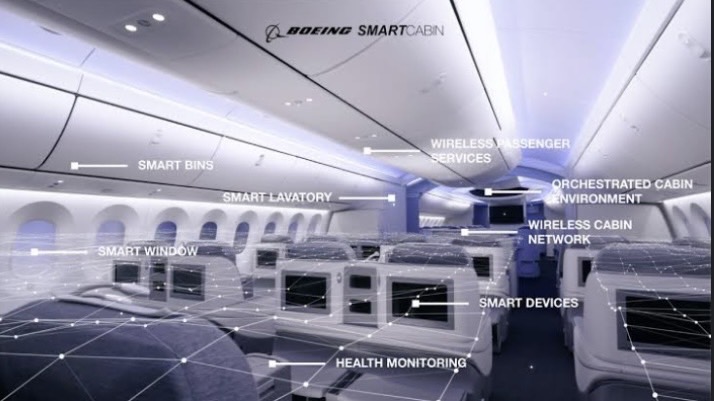 BOEING SMARTCABIN
WIRELESS PASSENGER
SERVICES
SMART BINS
ORCHESTRATED CABIN
ENVIRONMENT
SMART LAVATORY
WIRELESS CABIN
NETWORK
SMART WINDOW
SMART DEVICES
HEALTH MONITORING